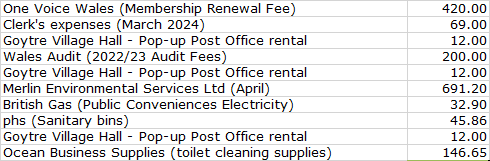 One Voice Wales (Membership Renewal Fee) 420.00
Clerk's expenses (March 2024) 69.00
Goytre Village Hall - Pop-up Post Office rental 12.00
Wales Audit (2022/23 Audit Fees) 200.00
Goytre Village Hall - Pop-up Post Office rental 12.00
Merlin Environmental Services Ltd (April) 691.20
British Gas (Public Conveniences Electricity) 32.90
phs (Sanitary bins) 45.86
Goytre Village Hall - Pop-up Post Office rental 12.00
Ocean Business Supplies (toilet cleaning supplies) 146.65